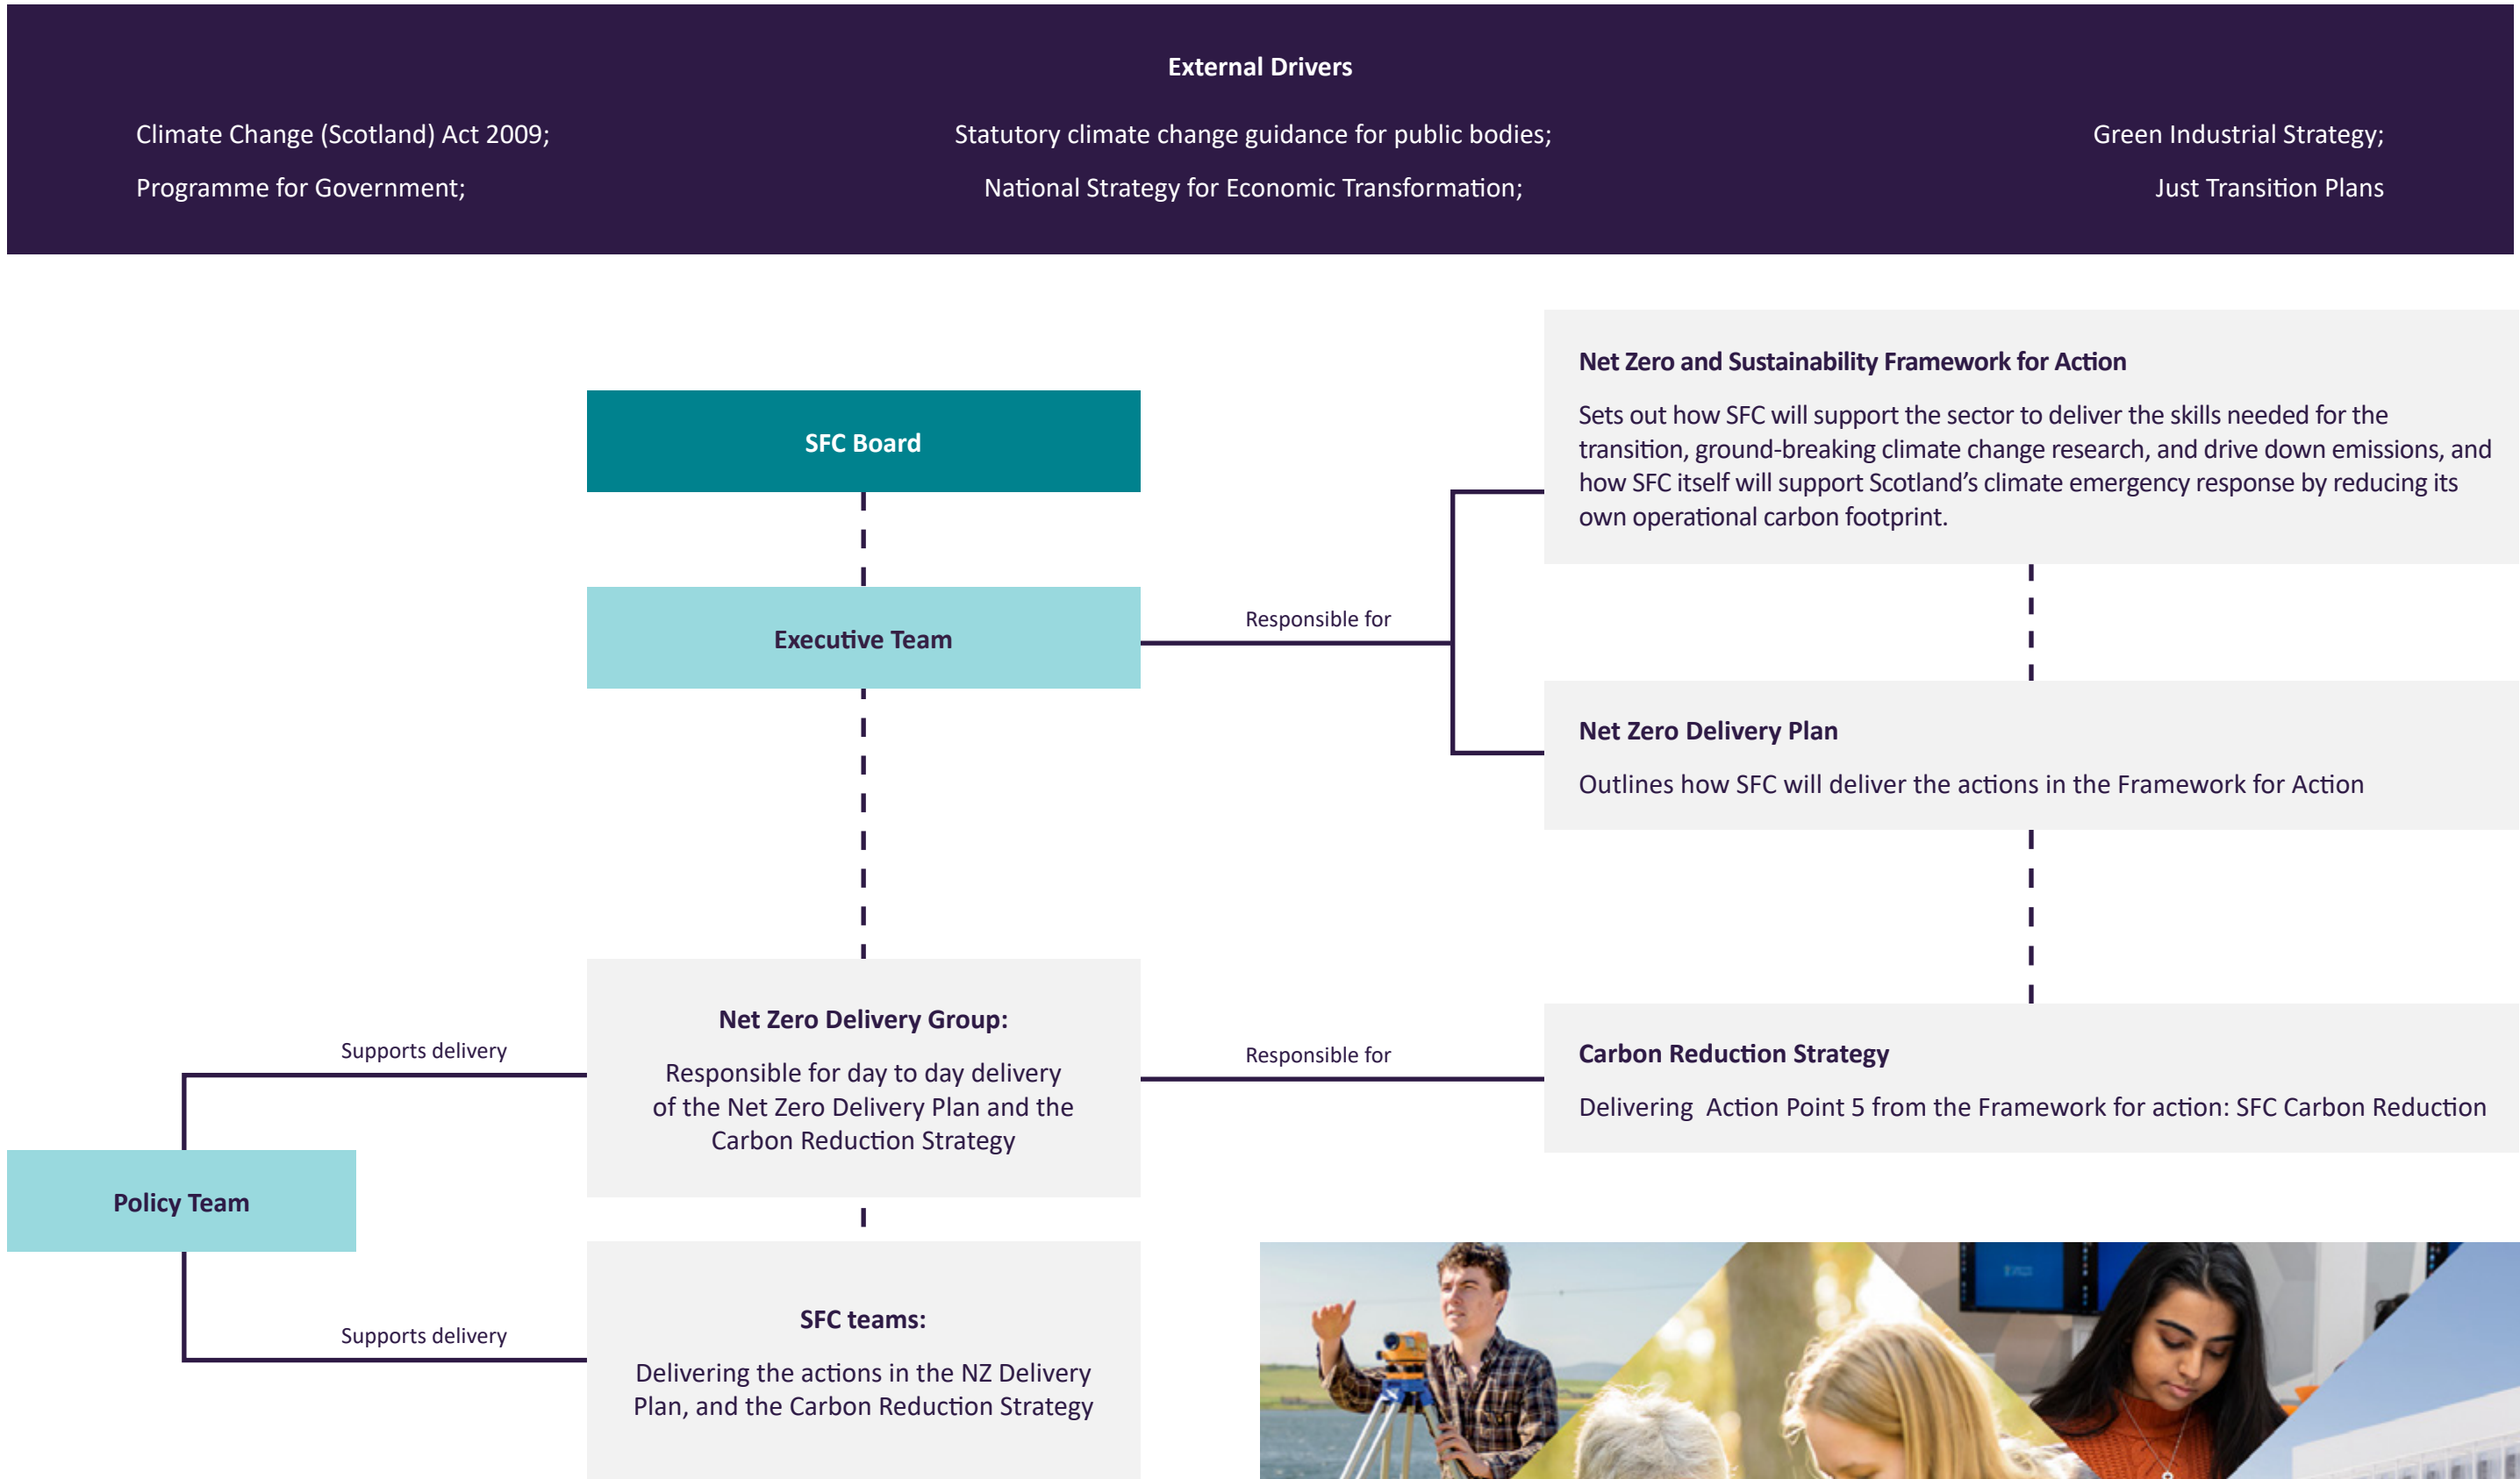 External Drivers
Climate Change (Scotland) Act 2009;
Statutory climate change guidance for public bodies;
Green Industrial Strategy;
Programme for Government;
National Strategy for Economic Transformation;
Just Transition Plans
Net Zero and Sustainability Framework for Action
Sets out how SFC will support the sector to deliver the skills needed for the
transition, ground-breaking climate change research, and drive down emissions, and
how SFC itself will support Scotland’s climate emergency response by reducing its
own operational carbon footprint.
SFC Board
Executive Team
Responsible for
Net Zero Delivery Plan
Outlines how SFC will deliver the actions in the Framework for Action
Net Zero Delivery Group:
Responsible for day to day delivery
of the Net Zero Delivery Plan and the
Carbon Reduction Strategy
Supports delivery
Responsible for
Carbon Reduction Strategy
Delivering Action Point 5 from the Framework for action: SFC Carbon Reduction
Policy Team
Supports delivery
SFC teams:
Delivering the actions in the NZ Delivery
Plan, and the Carbon Reduction Strategy